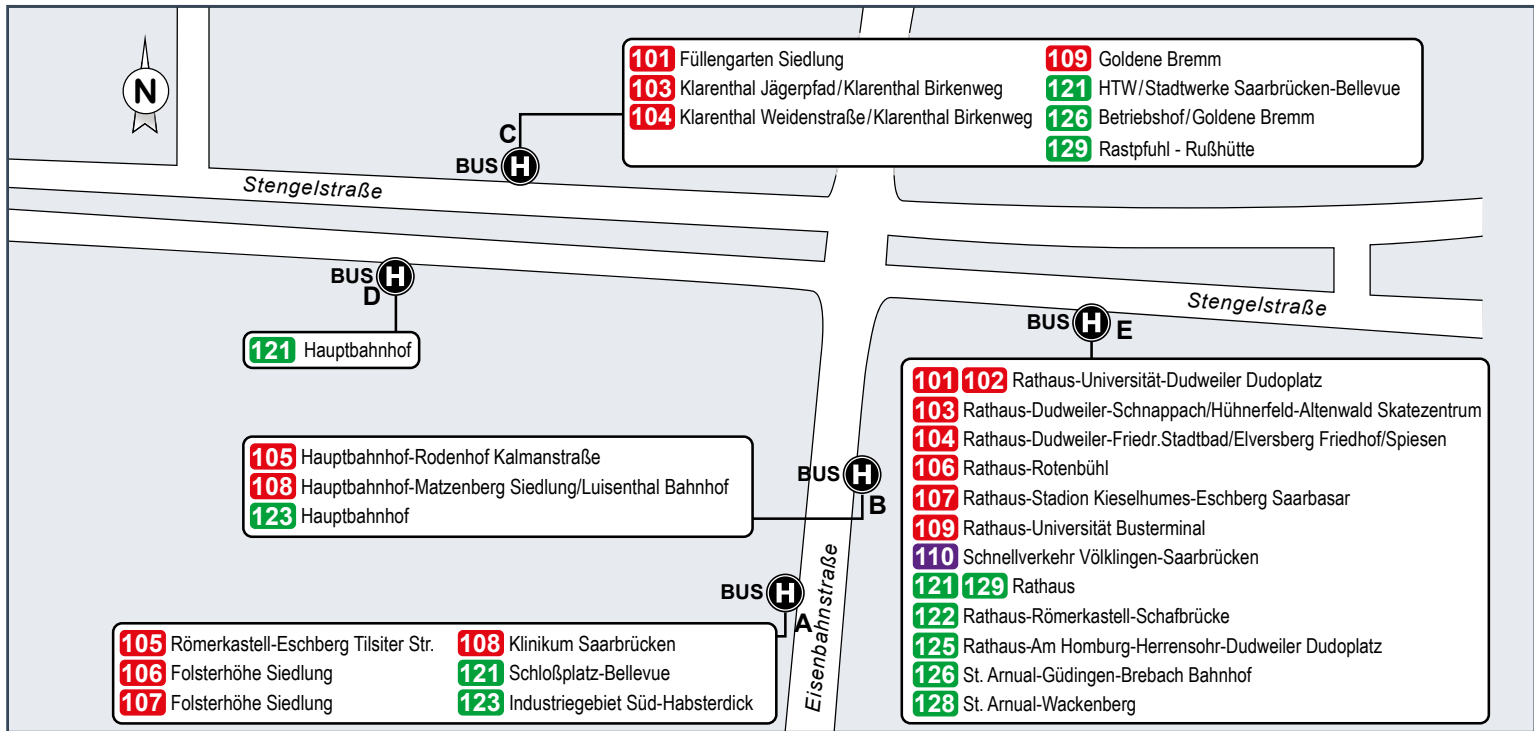 N
C
BUS H
101 Füllengarten Siedlung
103 Klarenthal Jägerpfad/Klarenthal Birkenweg
104 Klarenthal Weidenstraße/Klarenthal Birkenweg
109 Goldene Bremm
121 HTW/Stadtwerke Saarbrücken-Bellevue
126 Betriebshof/Goldene Bremm
129 Rastpfuhl - Rußhütte
Stengelstraße
BUS H
D
121 Hauptbahnhof
Stengelstraße
BUS H E
101 102 Rathaus-Universität-Dudweiler Dudoplatz
103 Rathaus-Dudweiler-Schnappach/Hühnerfeld-Altenwald Skatezentrum
104 Rathaus-Dudweiler-Friedr.Stadtbad/Elversberg Friedhof/Spiesen
106 Rathaus-Rotenbühl
107 Rathaus-Stadion Kieselhumes-Eschberg Saarbasar
109 Rathaus-Universität Busterminal
110 Schnellverkehr Völklingen-Saarbrücken
121 129 Rathaus
122 Rathaus-Römerkastell-Schafbrücke
125 Rathaus-Am Homburg-Herrensohr-Dudweiler Dudoplatz
126 St. Arnual-Güdingen-Brebach Bahnhof
128 St. Arnual-Wackenberg
105 Hauptbahnhof-Rodenhof Kalmanstraße
108 Hauptbahnhof-Matzenberg Siedlung/Luisenthal Bahnhof
123 Hauptbahnhof
BUS H
B
Eisenbahnstraße
BUS H
A
105 Römerkastell-Eschberg Tilsiter Str.
106 Folsterhöhe Siedlung
107 Folsterhöhe Siedlung
108 Klinikum Saarbrücken
121 Schloßplatz-Bellevue
123 Industriegebiet Süd-Habsterdick